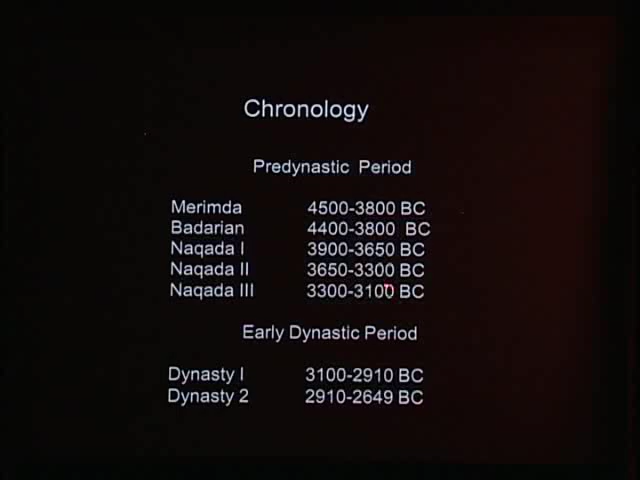 Chronology
Predynastic Period
Merimda 4500-3800 BC
Badarian 4400-3800 BC
Naqada I 3900-3650 BC
Naqada II 3650-3300 BC
Naqada III 3300-3100 BC
Early Dynastic Period
Dynasty I 3100-2910 BC
Dynasty 2 2910-2649 BC